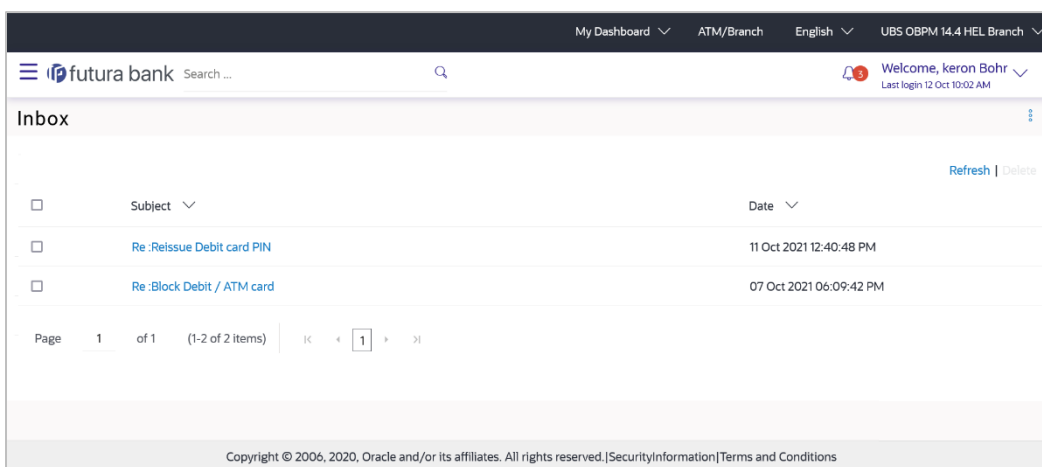 My Dashboard ATM/Branch English UBS OBPM 14.4 HEL Branch
futura bank Search ... 3 Welcome, keron Bohr
Last login 12 Oct 10:02 AM
Inbox
Refresh | Delete
Subject Date
Re :Reissue Debit card PIN 11 Oct 2021 12:40:48 PM
Re :Block Debit / ATM card 07 Oct 2021 06:09:42 PM
Page 1 of 1 (1-2 of 2 items) 1
Copyright © 2006, 2020, Oracle and/or its affiliates. All rights reserved.|SecurityInformation|Terms and Conditions